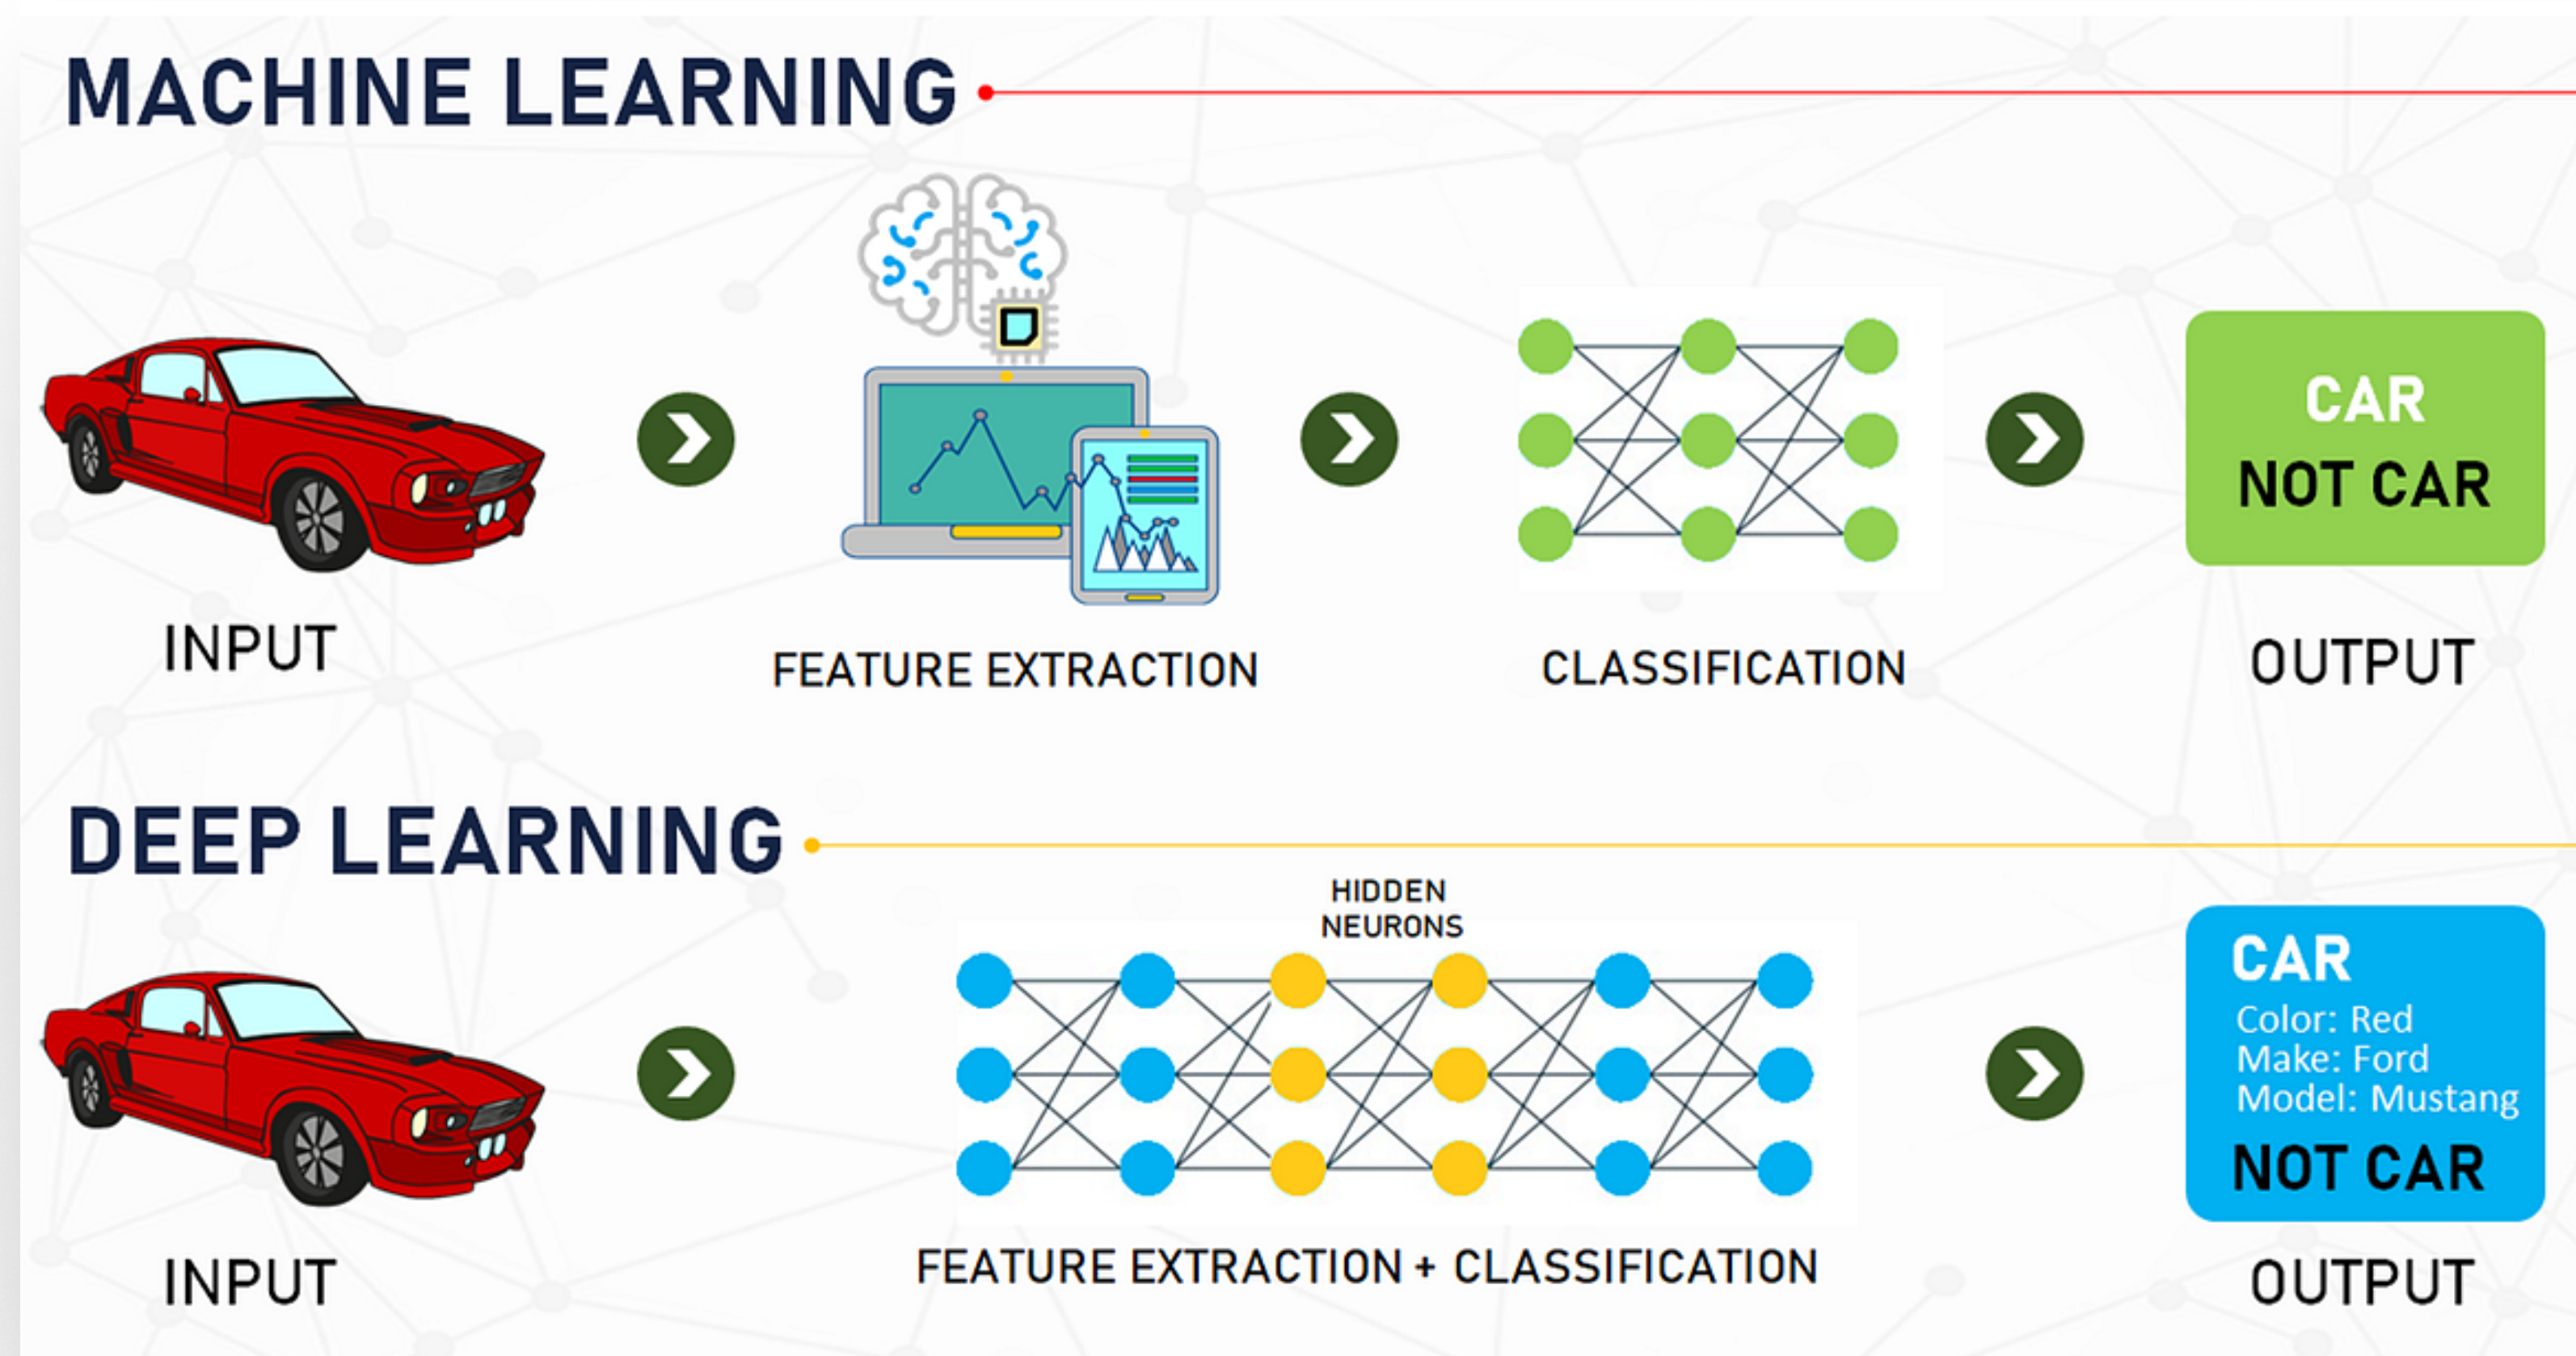 MACHINE LEARNING
CAR
NOT CAR
INPUT
FEATURE EXTRACTION
CLASSIFICATION
OUTPUT
DEEP LEARNING
HIDDEN
NEURONS
CAR
Color: Red
Make: Ford
Model: Mustang
NOT CAR
INPUT
FEATURE EXTRACTION + CLASSIFICATION
OUTPUT